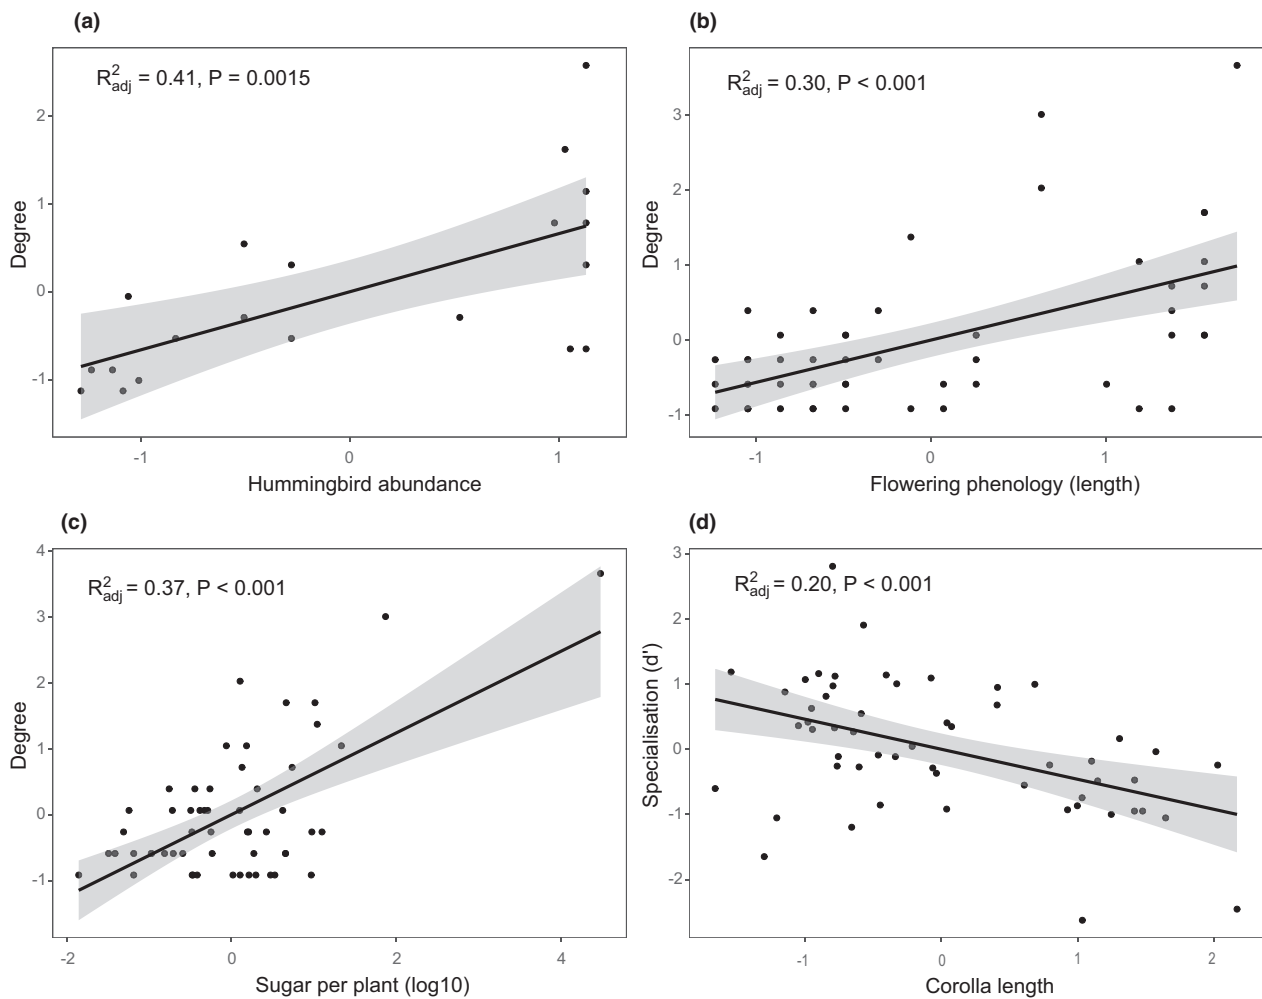 (a)
R²adj = 0.41, P = 0.0015
2
1
0
-1
Degree
-1 0 1
Hummingbird abundance
(b)
R²adj = 0.30, P < 0.001
3
2
1
0
-1
Degree
-1 0 1
Flowering phenology (length)
(c)
R²adj = 0.37, P < 0.001
4
3
2
1
0
-1
Degree
-2 0 2 4
Sugar per plant (log10)
(d)
R²adj = 0.20, P < 0.001
3
2
1
0
-1
-2
Specialisation (d')
-1 0 1 2
Corolla length